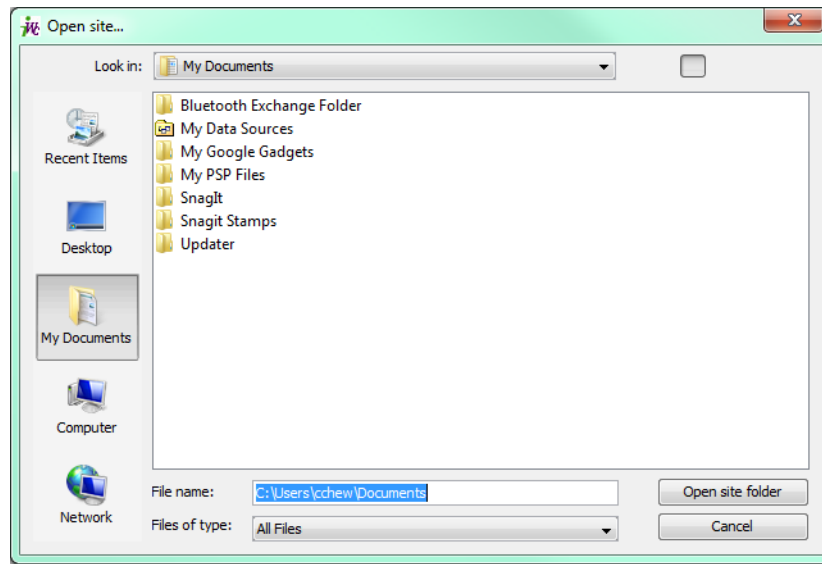 Open site...
Look in: My Documents
Recent Items
Desktop
My Documents
Computer
Network
Bluetooth Exchange Folder
My Data Sources
My Google Gadgets
My PSP Files
SnagIt
Snagit Stamps
Updater
File name: C:\Users\cchew\Documents Open site folder
Files of type: All Files Cancel